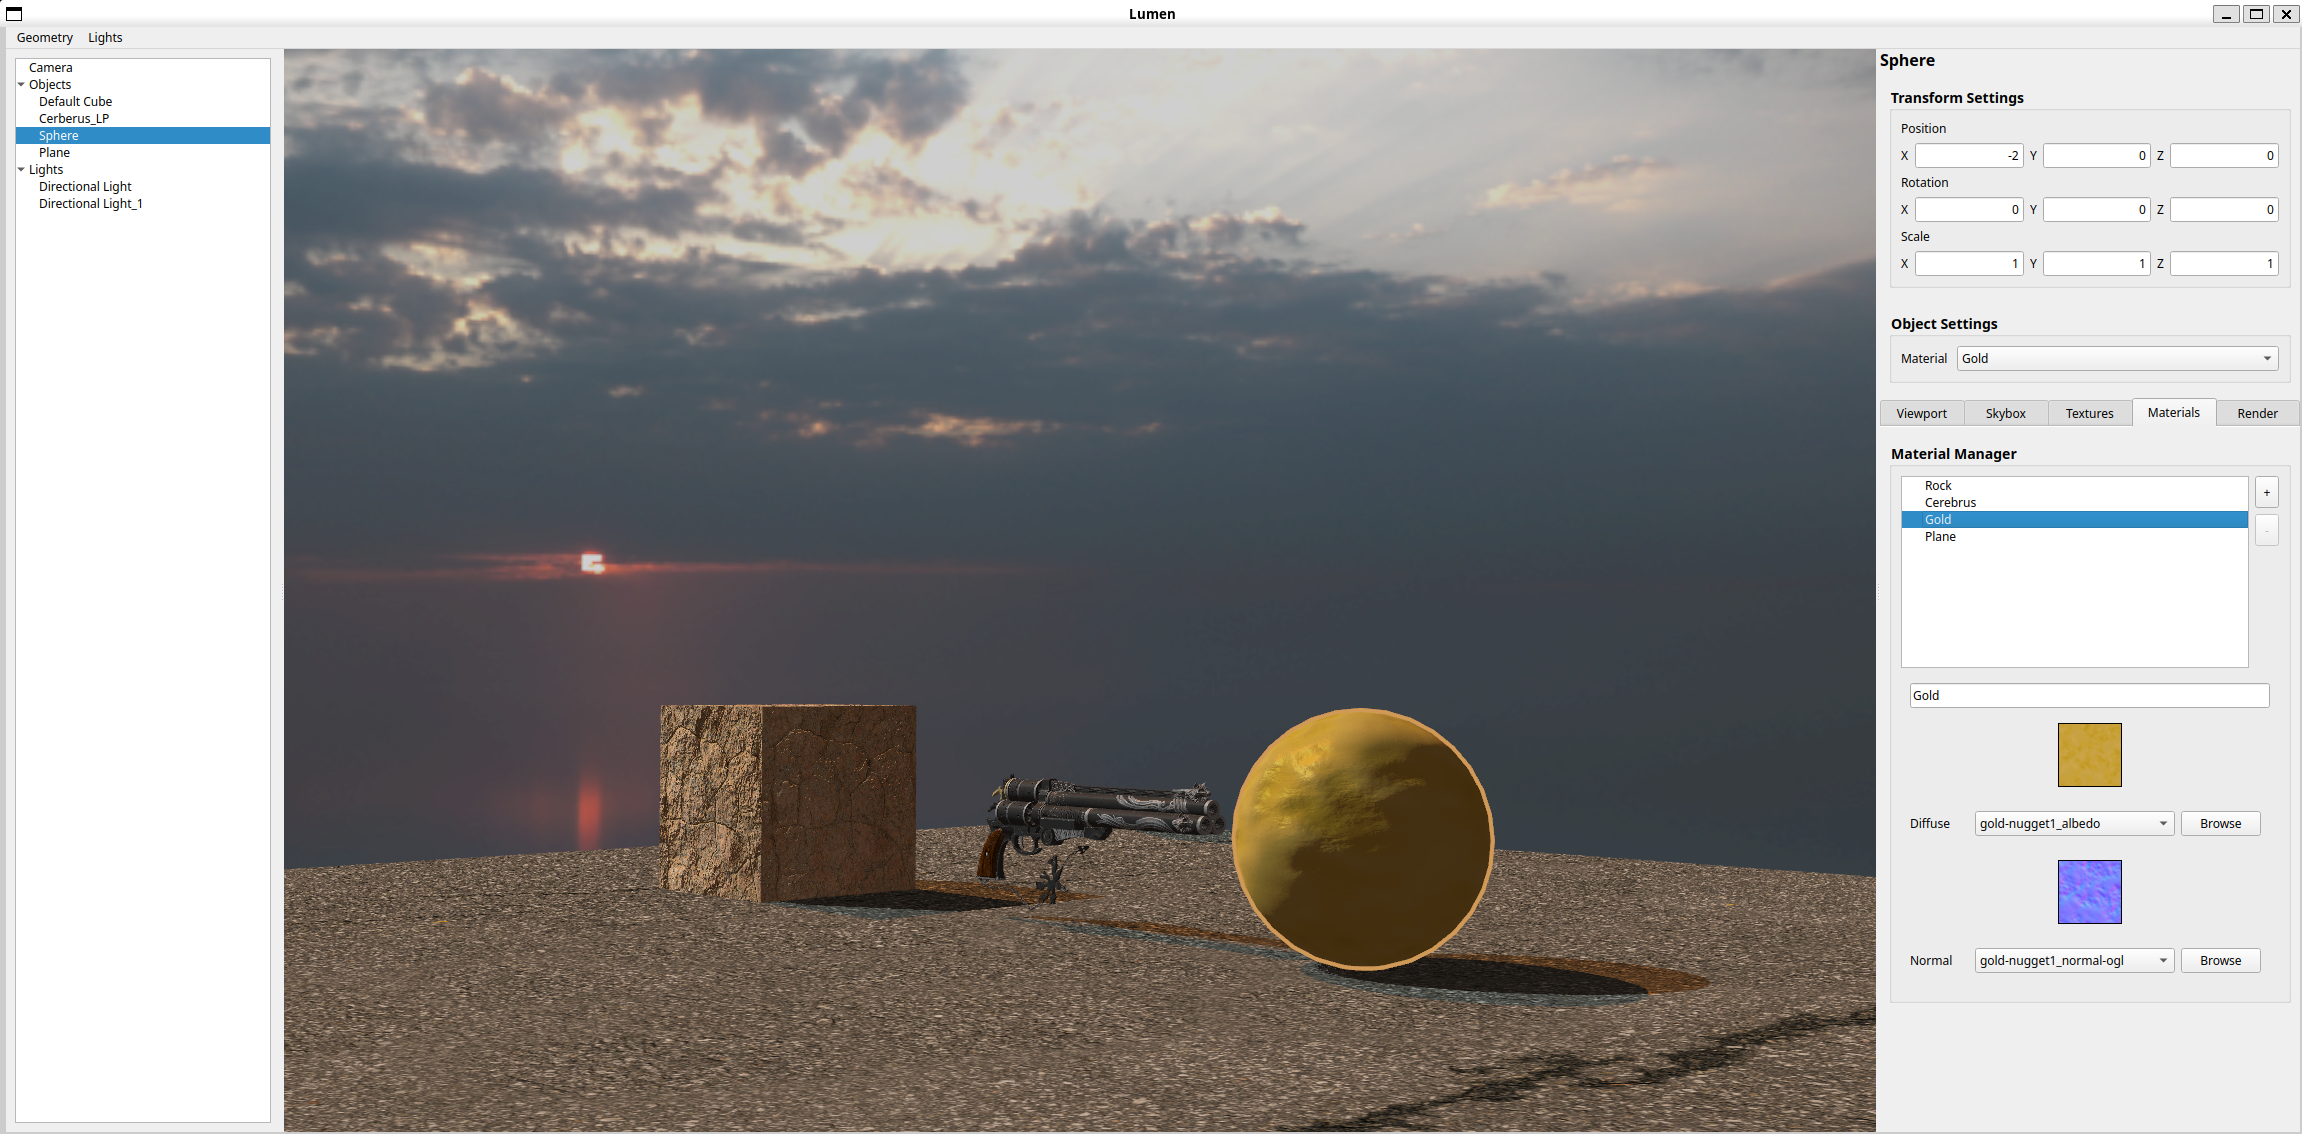 Lumen
Geometry Lights
Camera
Objects
Default Cube
Cerberus_LP
Sphere
Plane
Lights
Directional Light
Directional Light_1
Sphere
Transform Settings
Position
X -2 Y 0 Z 0
Rotation
X 0 Y 0 Z 0
Scale
X 1 Y 1 Z 1
Object Settings
Material Gold
Viewport Skybox Textures Materials Render
Material Manager
Rock
Cerebrus
Gold
Plane
+
-
Gold
Diffuse gold-nugget1_albedo Browse
Normal gold-nugget1_normal-ogl Browse